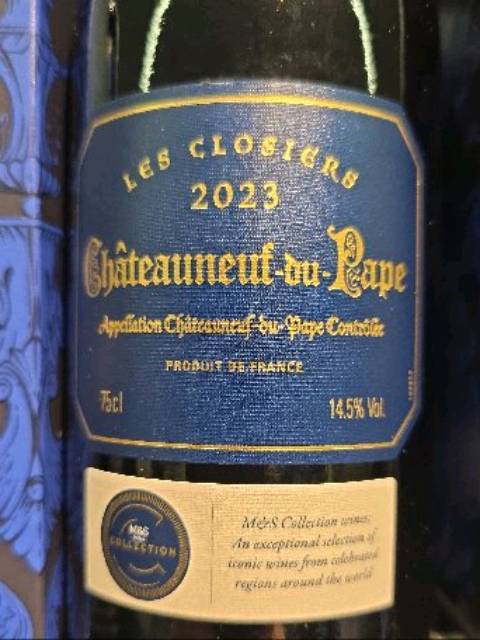 LES CLOSIERS
2023
Châteauneuf-du-Pape
Appellation Châteauneuf-du-Pape Contrôlée
PRODUIT DE FRANCE
75cl
14.5% Vol.
M&S
COLLECTION
M&S Collection wines.
An exceptional selection of
iconic wines from celebrated
regions around the world